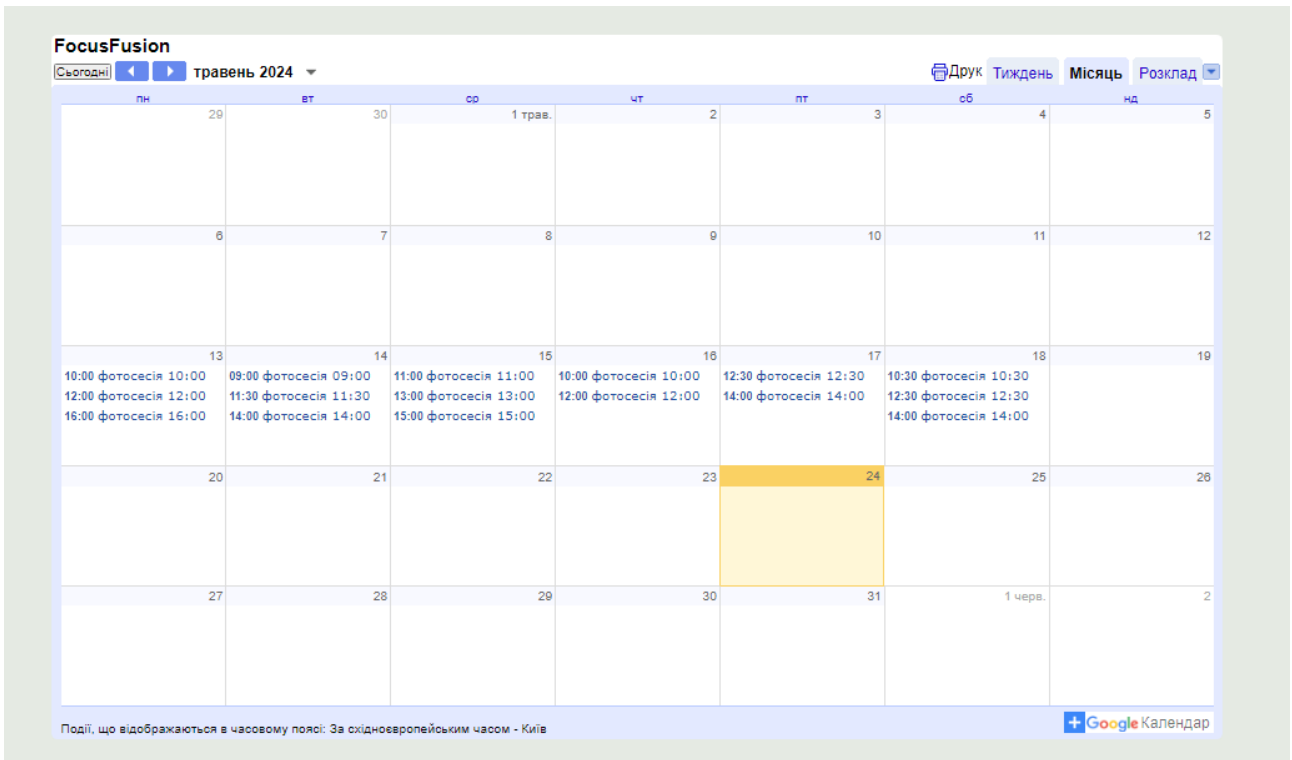 FocusFusion
Сьогодні травень 2024 Друк Тиждень Місяць Розклад
пн вт ср чт пт сб нд
29 30 1 трав. 2 3 4 5
6 7 8 9 10 11 12
13 14 15 16 17 18 19
10:00 фотосесія 10:00 09:00 фотосесія 09:00 11:00 фотосесія 11:00 10:00 фотосесія 10:00 12:30 фотосесія 12:30 10:30 фотосесія 10:30
12:00 фотосесія 12:00 11:30 фотосесія 11:30 13:00 фотосесія 13:00 12:00 фотосесія 12:00 14:00 фотосесія 14:00 12:30 фотосесія 12:30
16:00 фотосесія 16:00 14:00 фотосесія 14:00 15:00 фотосесія 15:00 14:00 фотосесія 14:00
20 21 22 23 24 25 26
27 28 29 30 31 1 черв. 2
Події, що відображаються в часовому поясі: За східноєвропейським часом - Київ
Google Календар